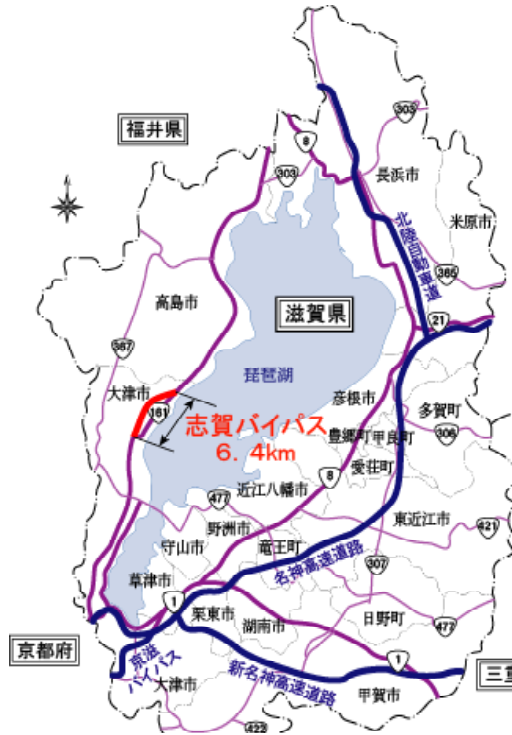 福井県
8
303
303
長浜市
北陸自動車道
米原市
365
高島市
滋賀県
21
367
琵琶湖
大津市
161
志賀バイパス
6.4km
彦根市
多賀町
豊郷町
甲良町
306
愛荘町
8
近江八幡市
477
東近江市
421
野洲市
守山市
竜王町
名神高速道路
307
草津市
1
栗東市
湖南市
日野町
477
京都府
京滋
バイパス
新名神高速道路
1
三重
大津市
甲賀市
422